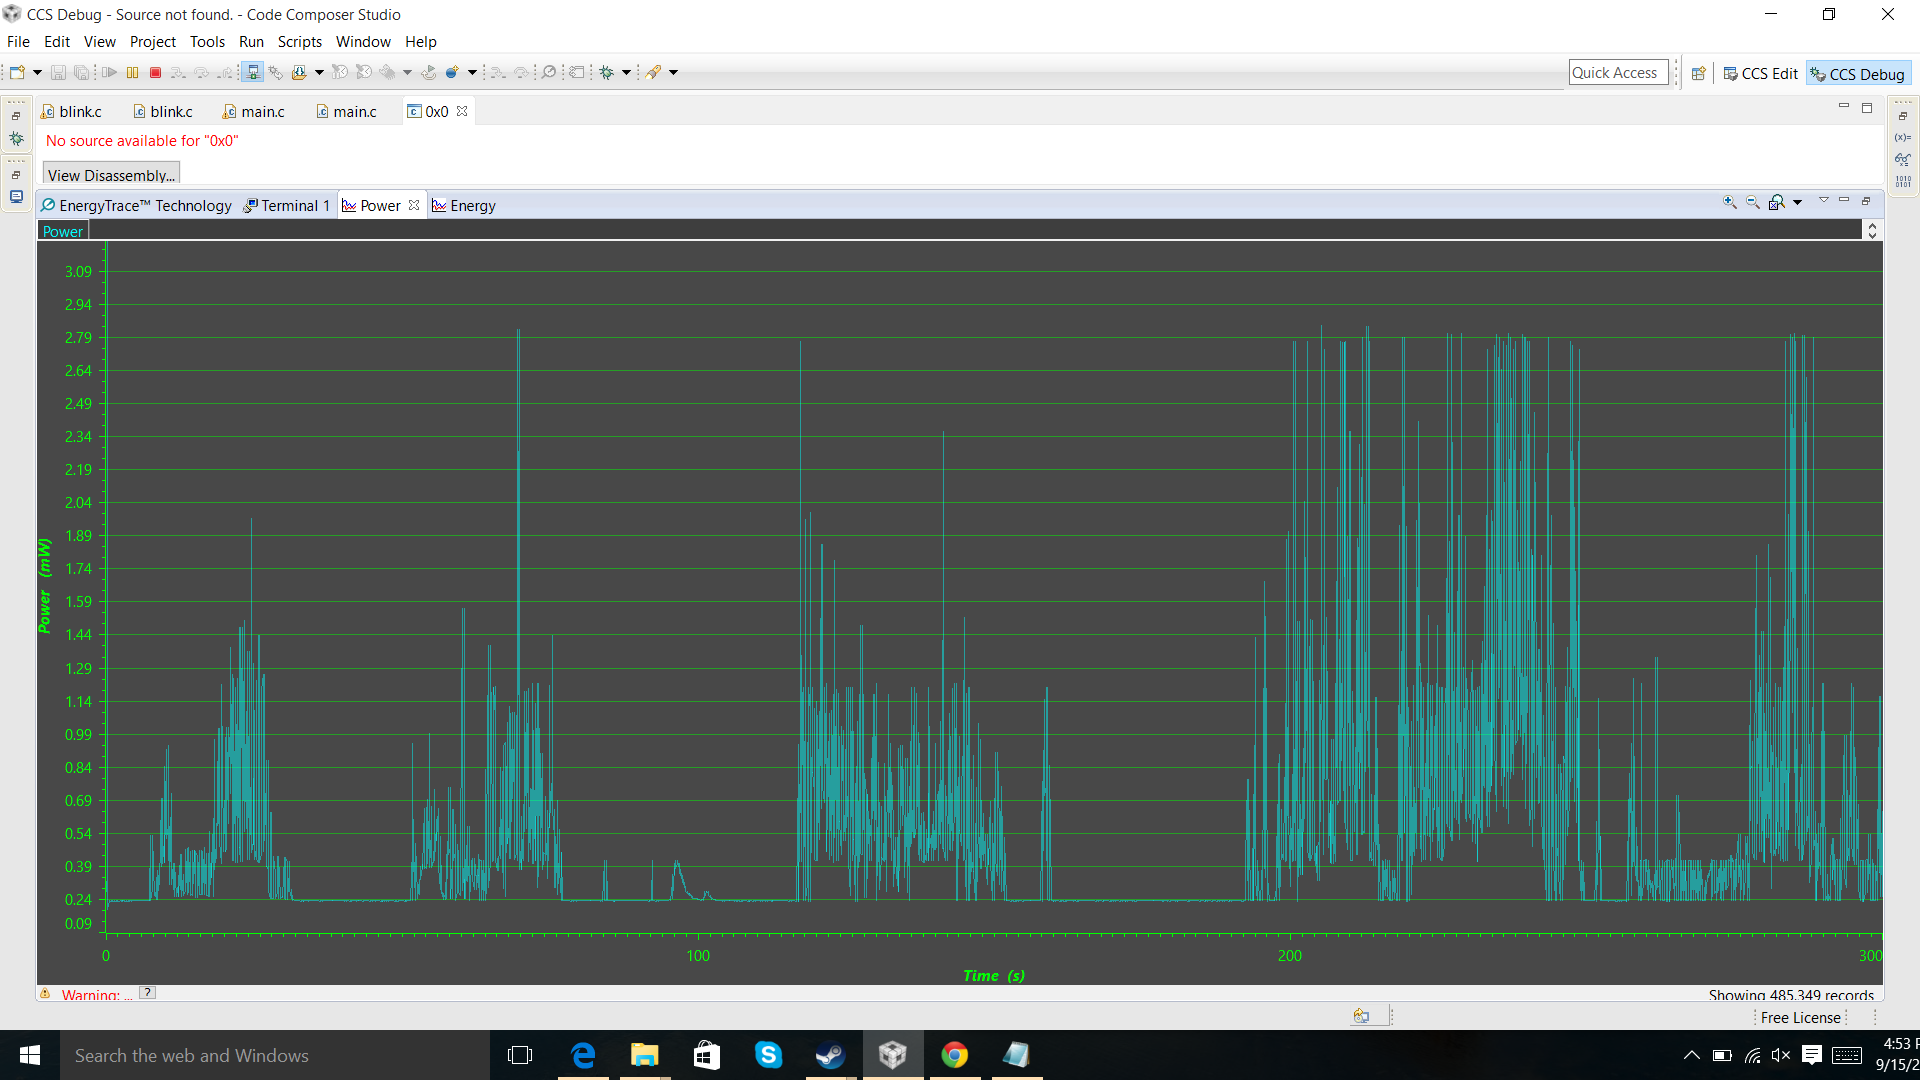 CCS Debug - Source not found. - Code Composer Studio
File Edit View Project Tools Run Scripts Window Help
Quick Access
CCS Edit
CCS Debug
blink.c
blink.c
main.c
main.c
0x0
No source available for "0x0"
View Disassembly...
EnergyTrace™ Technology
Terminal 1
Power
Energy
Power
3.09
2.94
2.79
2.64
2.49
2.34
2.19
2.04
1.89
1.74
1.59
1.44
1.29
1.14
0.99
0.84
0.69
0.54
0.39
0.24
0.09
Power (mW)
0
100
200
300
Time (s)
Warning: ...
?
Showing 485,349 records
Free License
Search the web and Windows
4:53 P
9/15/2